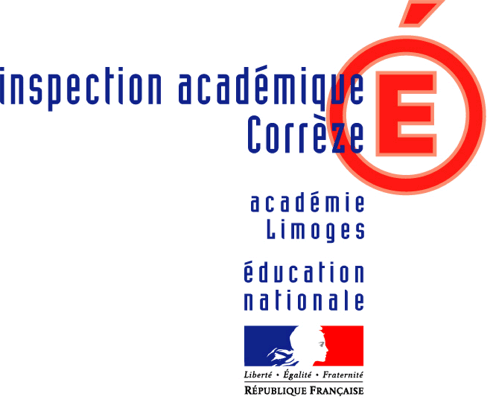 inspection académique
Corrèze
É
académie
Limoges
éducation
nationale
Liberté • Égalité • Fraternité
RÉPUBLIQUE FRANÇAISE